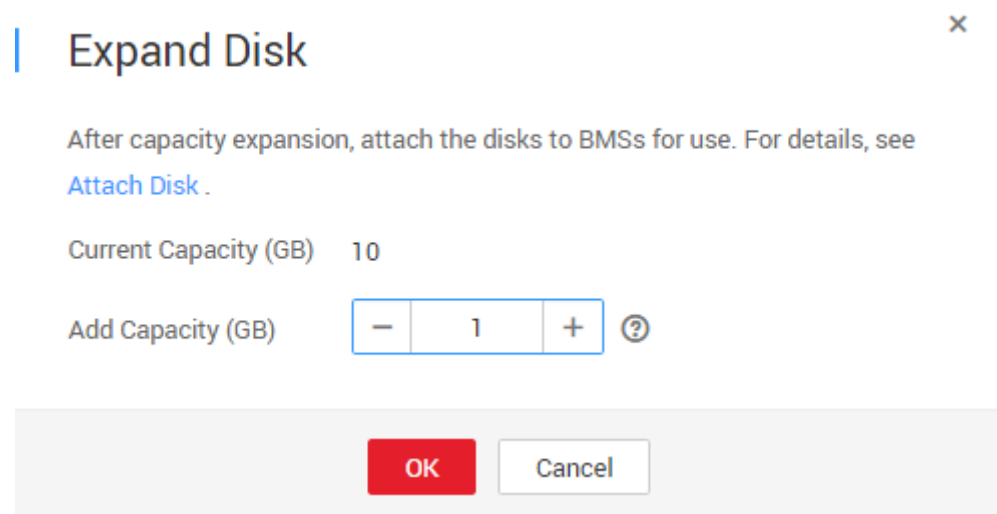 Expand Disk
After capacity expansion, attach the disks to BMSs for use. For details, see
Attach Disk .
Current Capacity (GB) 10
Add Capacity (GB) − 1 + ?
OK Cancel